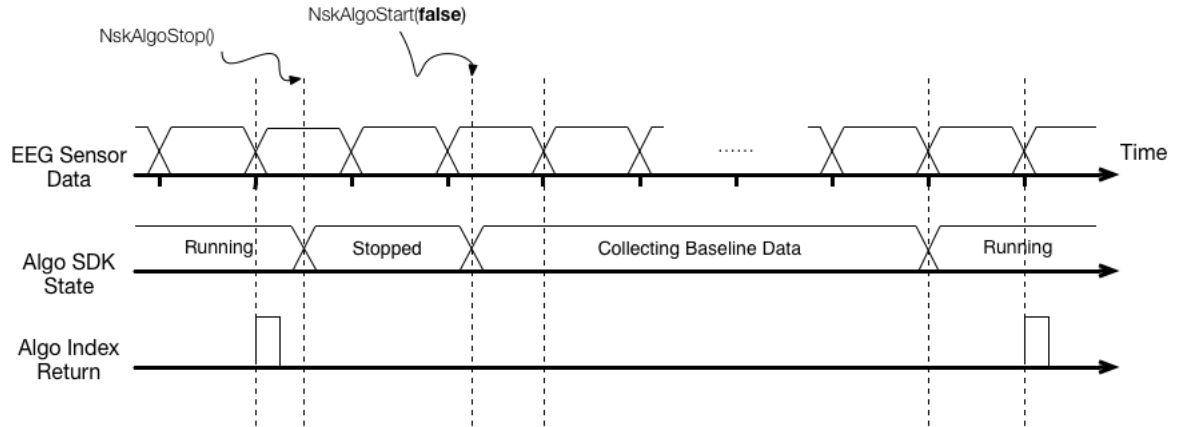 NskAlgoStart(false)
NskAlgoStop()
EEG Sensor
Data
......
Time
Running
Stopped
Collecting Baseline Data
Running
Algo SDK
State
Algo Index
Return